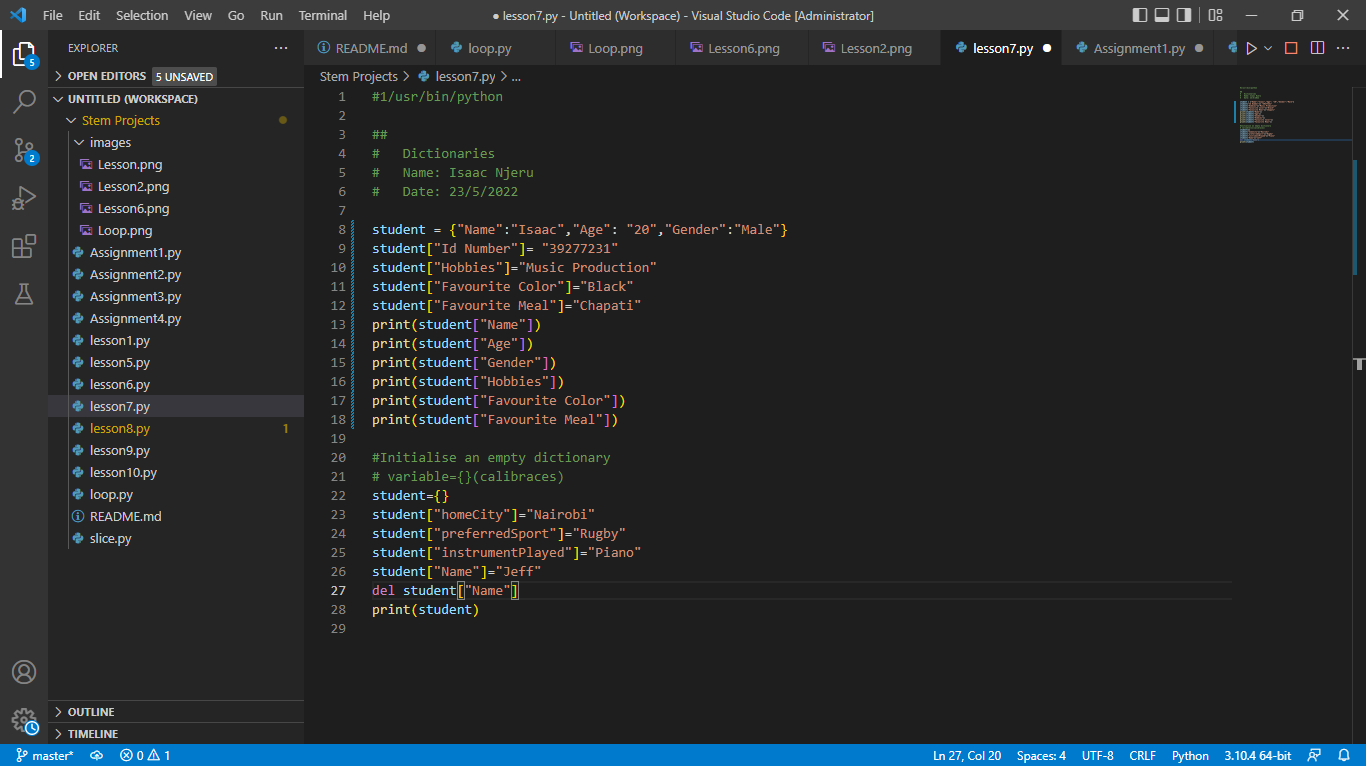 File Edit Selection View Go Run Terminal Help ● lesson7.py - Untitled (Workspace) - Visual Studio Code [Administrator]
EXPLORER ···
README.md loop.py Loop.png Lesson6.png Lesson2.png lesson7.py Assignment1.py
OPEN EDITORS 5 UNSAVED
Stem Projects > lesson7.py > ...
UNTITLED (WORKSPACE)
Stem Projects
images
Lesson.png
Lesson2.png
Lesson6.png
Loop.png
Assignment1.py
Assignment2.py
Assignment3.py
Assignment4.py
lesson1.py
lesson5.py
lesson6.py
lesson7.py
lesson8.py 1
lesson9.py
lesson10.py
loop.py
README.md
slice.py
OUTLINE
TIMELINE
5
2
1 #1/usr/bin/python
2
3 ##
4 #   Dictionaries
5 #   Name: Isaac Njeru
6 #   Date: 23/5/2022
7
8 student = {"Name":"Isaac","Age": "20","Gender":"Male"}
9 student["Id Number"]= "39277231"
10 student["Hobbies"]="Music Production"
11 student["Favourite Color"]="Black"
12 student["Favourite Meal"]="Chapati"
13 print(student["Name"])
14 print(student["Age"])
15 print(student["Gender"])
16 print(student["Hobbies"])
17 print(student["Favourite Color"])
18 print(student["Favourite Meal"])
19
20 #Initialise an empty dictionary
21 # variable={}(calibraces)
22 student={}
23 student["homeCity"]="Nairobi"
24 student["preferredSport"]="Rugby"
25 student["instrumentPlayed"]="Piano"
26 student["Name"]="Jeff"
27 del student["Name"]
28 print(student)
29
master* 0 1 Ln 27, Col 20 Spaces: 4 UTF-8 CRLF Python 3.10.4 64-bit